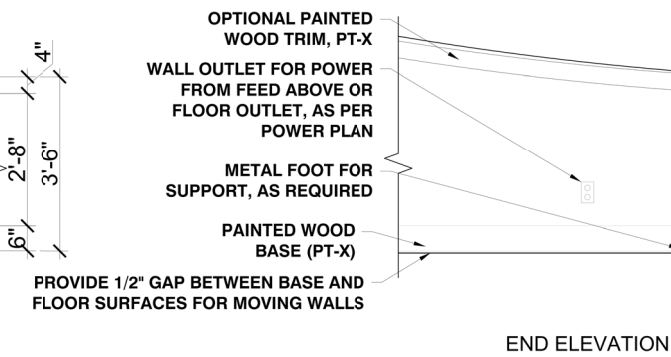 OPTIONAL PAINTED
WOOD TRIM, PT-X
WALL OUTLET FOR POWER
FROM FEED ABOVE OR
FLOOR OUTLET, AS PER
POWER PLAN
METAL FOOT FOR
SUPPORT, AS REQUIRED
PAINTED WOOD
BASE (PT-X)
PROVIDE 1/2" GAP BETWEEN BASE AND
FLOOR SURFACES FOR MOVING WALLS
4"
2'-8"
3'-6"
6"
END ELEVATION